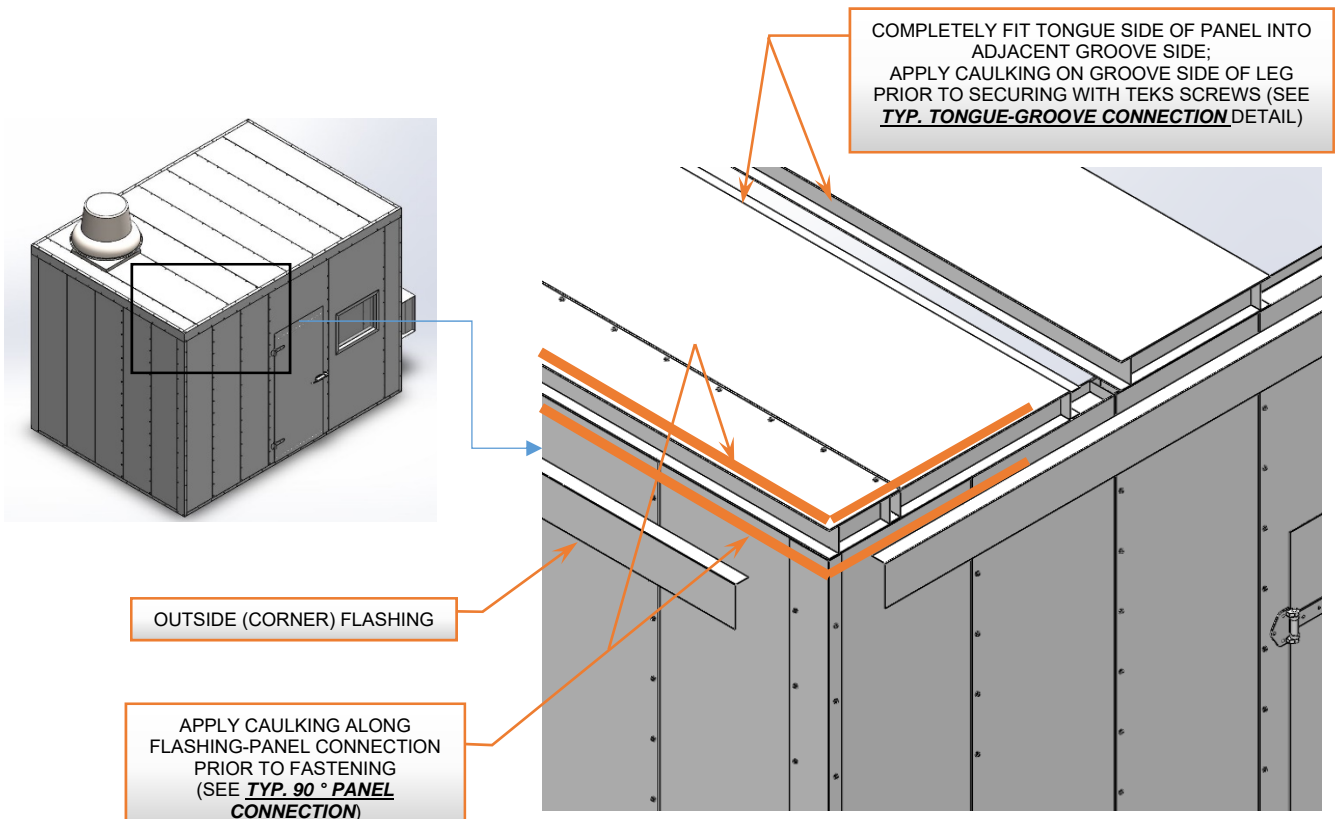 COMPLETELY FIT TONGUE SIDE OF PANEL INTO
ADJACENT GROOVE SIDE;
APPLY CAULKING ON GROOVE SIDE OF LEG
PRIOR TO SECURING WITH TEKS SCREWS (SEE
TYP. TONGUE-GROOVE CONNECTION DETAIL)
OUTSIDE (CORNER) FLASHING
APPLY CAULKING ALONG
FLASHING-PANEL CONNECTION
PRIOR TO FASTENING
(SEE TYP. 90 ° PANEL
CONNECTION)